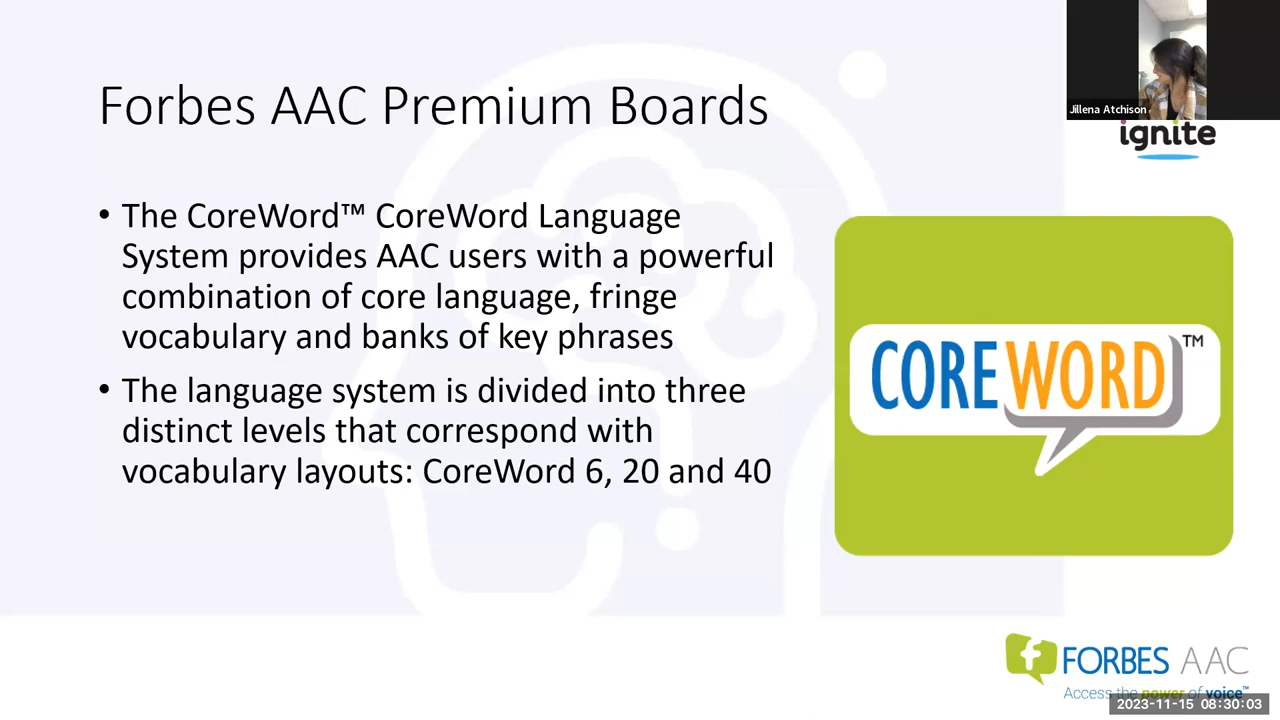 Forbes AAC Premium Boards
Jillena Atchison
ignite
• The CoreWord™ CoreWord Language
System provides AAC users with a powerful
combination of core language, fringe
vocabulary and banks of key phrases
• The language system is divided into three
distinct levels that correspond with
vocabulary layouts: CoreWord 6, 20 and 40
COREWORD™
f FORBES AAC
Access the power of voice™
2023-11-15 08:30:03